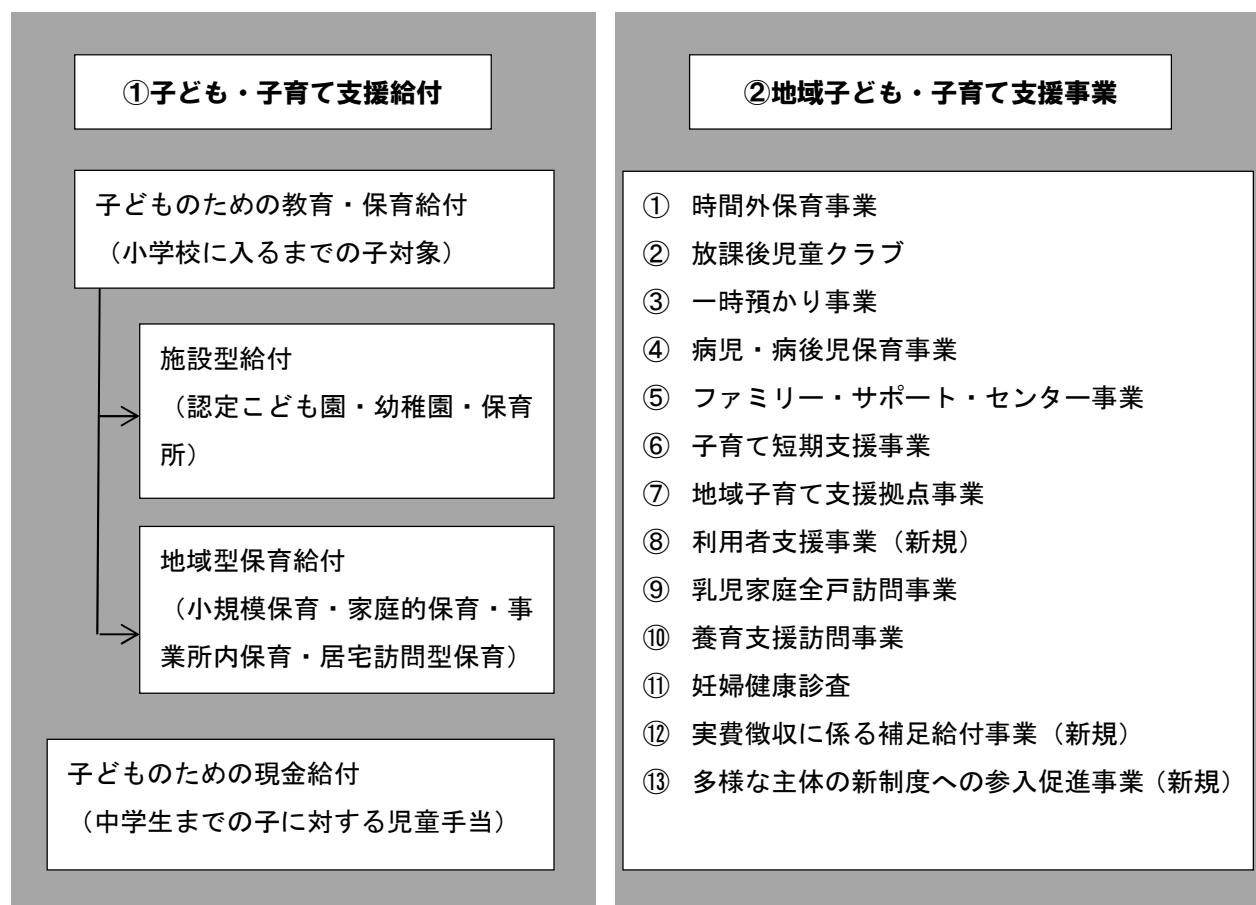 ①子ども・子育て支援給付
子どものための教育・保育給付
（小学校に入るまでの子対象）
施設型給付
（認定こども園・幼稚園・保育
所）
地域型保育給付
（小規模保育・家庭的保育・事
業所内保育・居宅訪問型保育）
子どものための現金給付
（中学生までの子に対する児童手当）
②地域子ども・子育て支援事業
① 時間外保育事業
② 放課後児童クラブ
③ 一時預かり事業
④ 病児・病後児保育事業
⑤ ファミリー・サポート・センター事業
⑥ 子育て短期支援事業
⑦ 地域子育て支援拠点事業
⑧ 利用者支援事業（新規）
⑨ 乳児家庭全戸訪問事業
⑩ 養育支援訪問事業
⑪ 妊婦健康診査
⑫ 実費徴収に係る補足給付事業（新規）
⑬ 多様な主体の新制度への参入促進事業（新規）